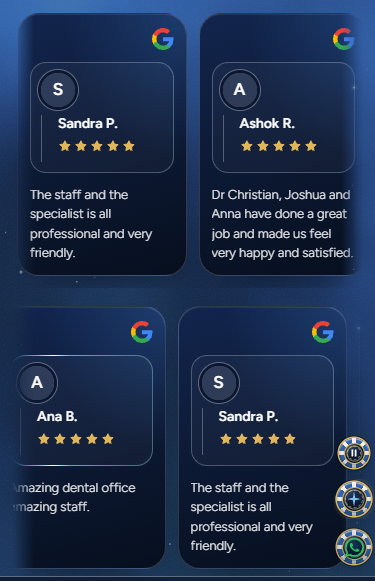 S
Sandra P.
The staff and the
specialist is all
professional and very
friendly.
A
Ashok R.
Dr Christian, Joshua and
Anna have done a great
job and made us feel
very happy and satisfied.
A
Ana B.
Amazing dental office
amazing staff.
S
Sandra P.
The staff and the
specialist is all
professional and very
friendly.